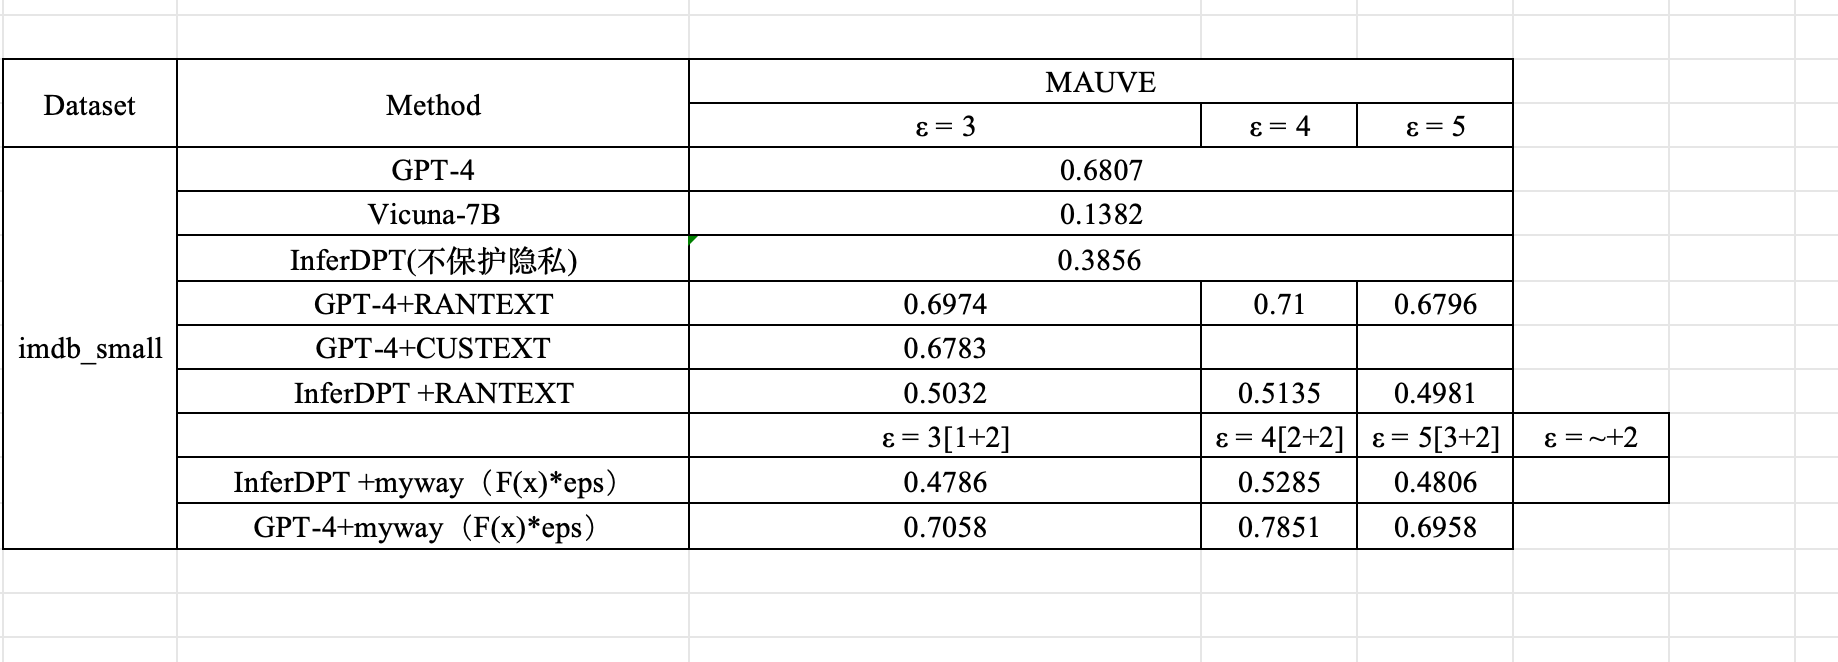 Dataset Method MAUVE
ε = 3 ε = 4 ε = 5
imdb_small
GPT-4 0.6807
Vicuna-7B 0.1382
InferDPT(不保护隐私) 0.3856
GPT-4+RANTEXT 0.6974 0.71 0.6796
GPT-4+CUSTEXT 0.6783
InferDPT +RANTEXT 0.5032 0.5135 0.4981
ε = 3[1+2] ε = 4[2+2] ε = 5[3+2] ε = ~+2
InferDPT +myway（F(x)*eps） 0.4786 0.5285 0.4806
GPT-4+myway（F(x)*eps） 0.7058 0.7851 0.6958